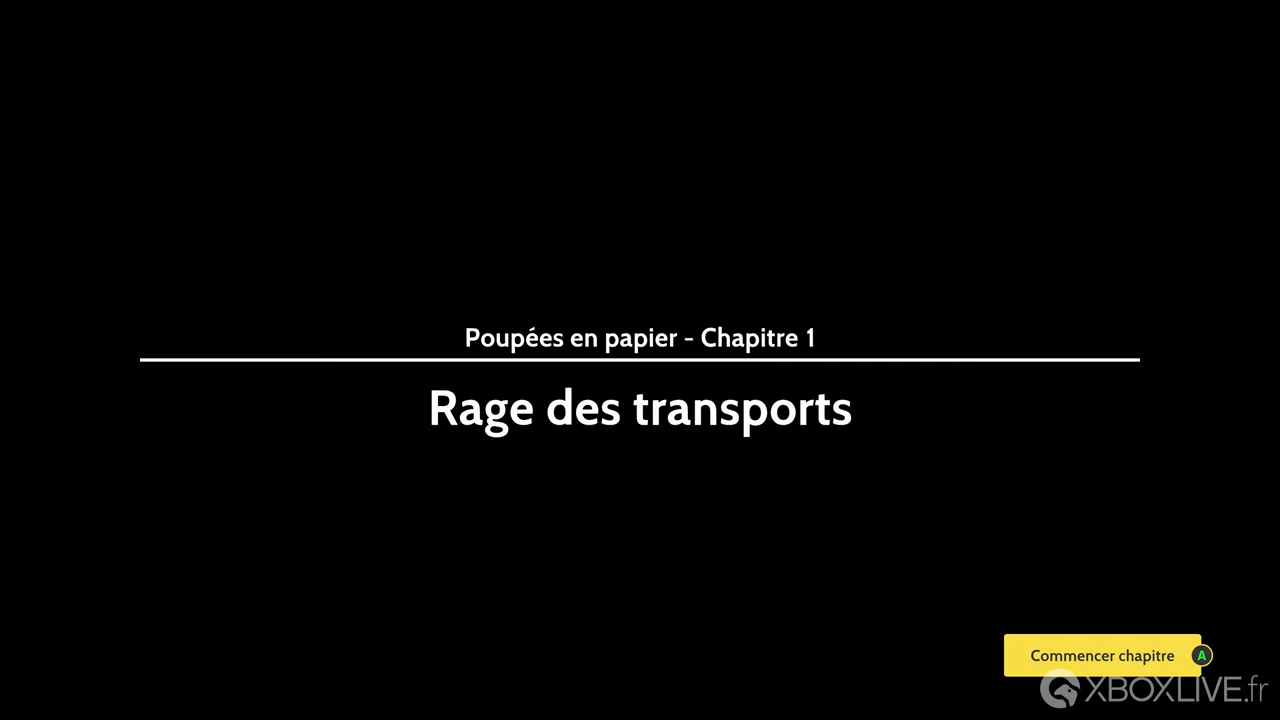 Poupées en papier - Chapitre 1
Rage des transports
Commencer chapitre A
XBOXLIVE.fr